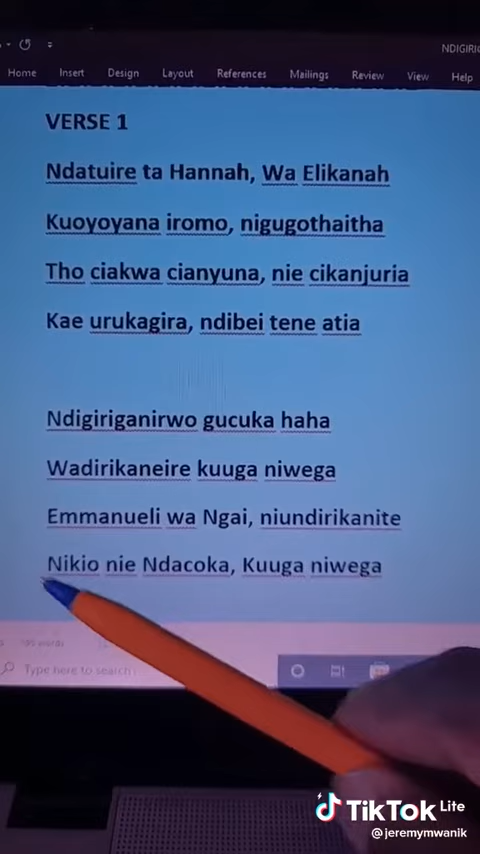 NDIGIRIG
Home Insert Design Layout References Mailings Review View Help
VERSE 1
Ndatuire ta Hannah, Wa Elikanah
Kuoyoyana iromo, nigugothaitha
Tho ciakwa cianyuna, nie cikanjuria
Kae urukagira, ndibei tene atia
Ndigiriganirwo gucuka haha
Wadirikaneire kuuga niwega
Emmanueli wa Ngai, niundirikanite
Nikio nie Ndacoka, Kuuga niwega
words
Type here to search
TikTok Lite
@jeremymwanik